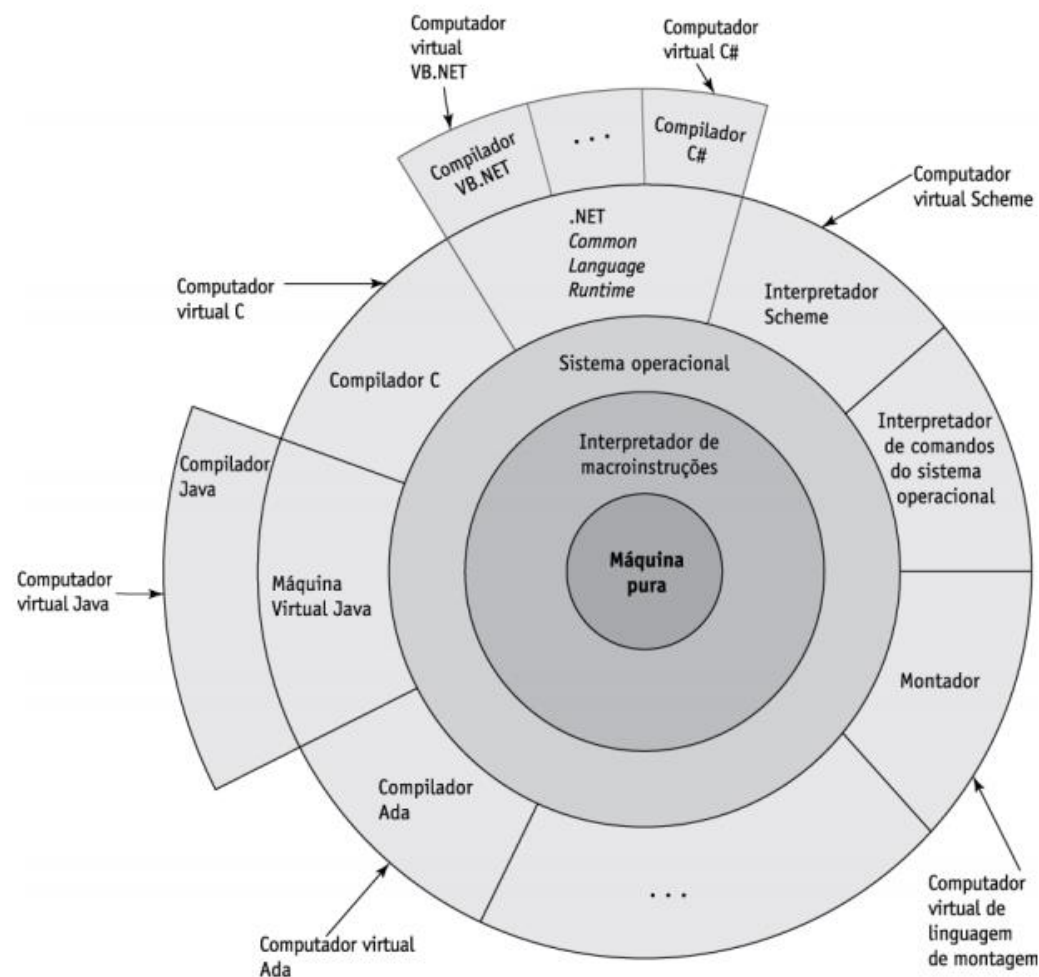 Computador
virtual
VB.NET
Computador
virtual C#
Compilador
VB.NET
. . .
Compilador
C#
Computador
virtual Scheme
.NET
Common
Language
Runtime
Computador
virtual C
Interpretador
Scheme
Sistema operacional
Compilador C
Interpretador
de comandos
do sistema
operacional
Interpretador de
macroinstruções
Compilador
Java
Máquina
pura
Computador
virtual Java
Máquina
Virtual Java
Montador
Compilador
Ada
. . .
Computador
virtual de
linguagem
de montagem
Computador virtual
Ada